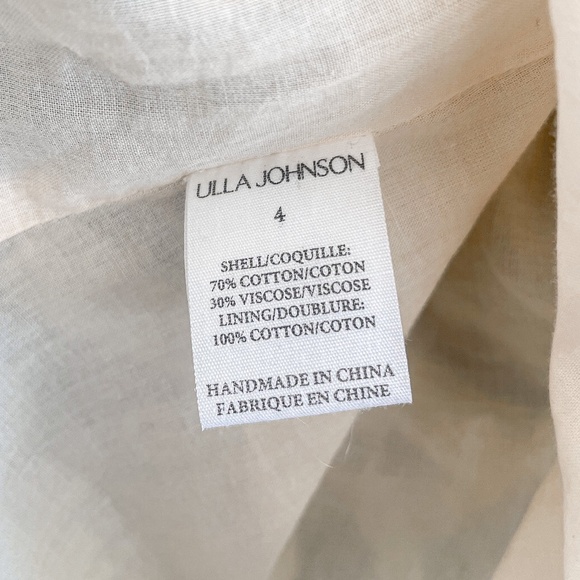 ULLA JOHNSON
4
SHELL/COQUILLE:
70% COTTON/COTON
30% VISCOSE/VISCOSE
LINING/DOUBLURE:
100% COTTON/COTON
HANDMADE IN CHINA
FABRIQUE EN CHINE